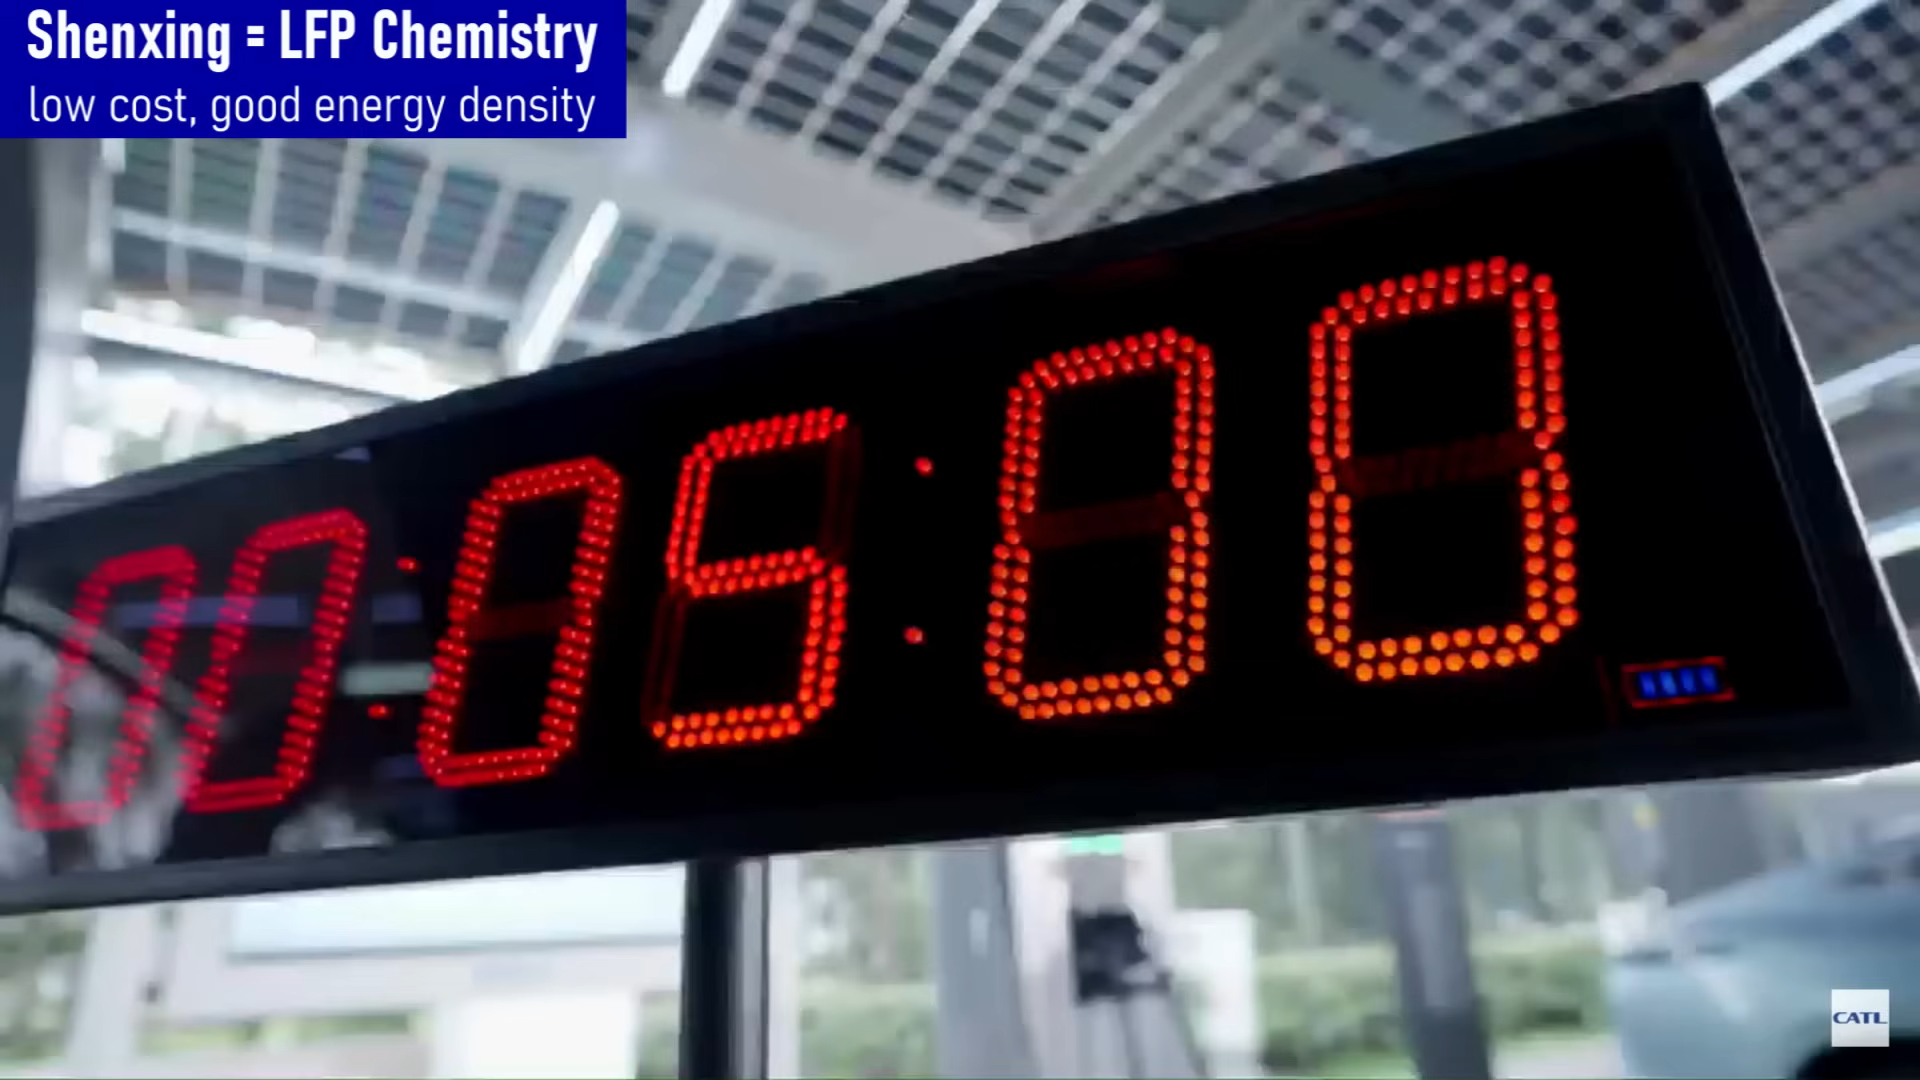 Shenxing = LFP Chemistry
low cost, good energy density
00:05:00
CATL